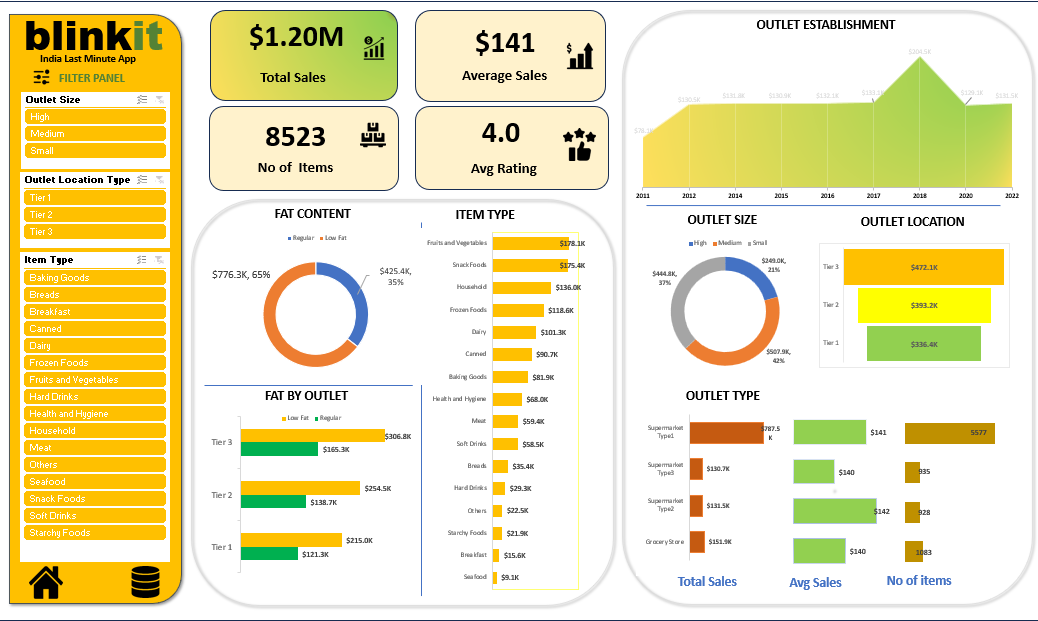 blinkit
India Last Minute App
FILTER PANEL
Outlet Size
High
Medium
Small
Outlet Location Type
Tier 1
Tier 2
Tier 3
Item Type
Baking Goods
Breads
Breakfast
Canned
Dairy
Frozen Foods
Fruits and Vegetables
Hard Drinks
Health and Hygiene
Household
Meat
Others
Seafood
Snack Foods
Soft Drinks
Starchy Foods
$1.20M
Total Sales
$141
Average Sales
8523
No of Items
4.0
Avg Rating
FAT CONTENT
Regular Low Fat
$776.3K, 65%
$425.4K,
35%
FAT BY OUTLET
Low Fat Regular
Tier 3
$306.8K
$165.3K
Tier 2
$254.5K
$138.7K
Tier 1
$215.0K
$121.3K
ITEM TYPE
Fruits and Vegetables $178.1K
Snack Foods $175.4K
Household $136.0K
Frozen Foods $118.6K
Dairy $101.3K
Canned $90.7K
Baking Goods $81.9K
Health and Hygiene $68.0K
Meat $59.4K
Soft Drinks $58.5K
Breads $35.4K
Hard Drinks $29.3K
Others $22.5K
Starchy Foods $21.9K
Breakfast $15.6K
Seafood $9.1K
OUTLET ESTABLISHMENT
$130.9K $132.1K $204.5K $131.5K
2011 2012 2014 2015 2016 2017 2018 2020 2022
OUTLET SIZE
High Medium Small
$249.0K,
21%
$444.8K,
37%
$507.9K,
42%
OUTLET LOCATION
Tier 3 $472.1K
Tier 2 $393.2K
Tier 1 $336.4K
OUTLET TYPE
Supermarket
Type1
$787.5
K
$141
5577
Supermarket
Type3
$130.7K
$140
935
Supermarket
Type2
$131.5K
$142
928
Grocery Store
$151.9K
$140
1083
Total Sales
Avg Sales
No of items